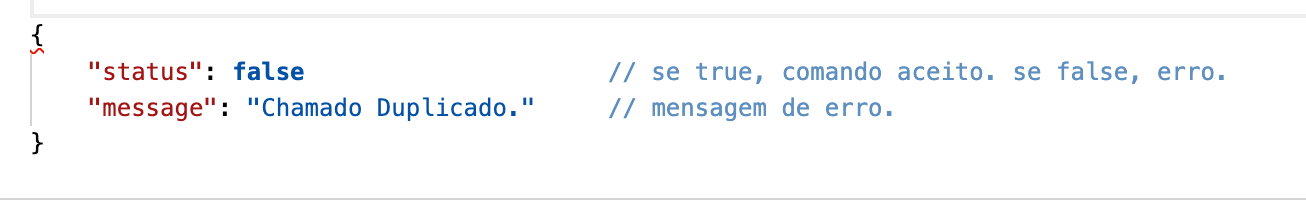 {
"status": false // se true, comando aceito. se false, erro.
"message": "Chamado Duplicado." // mensagem de erro.
}